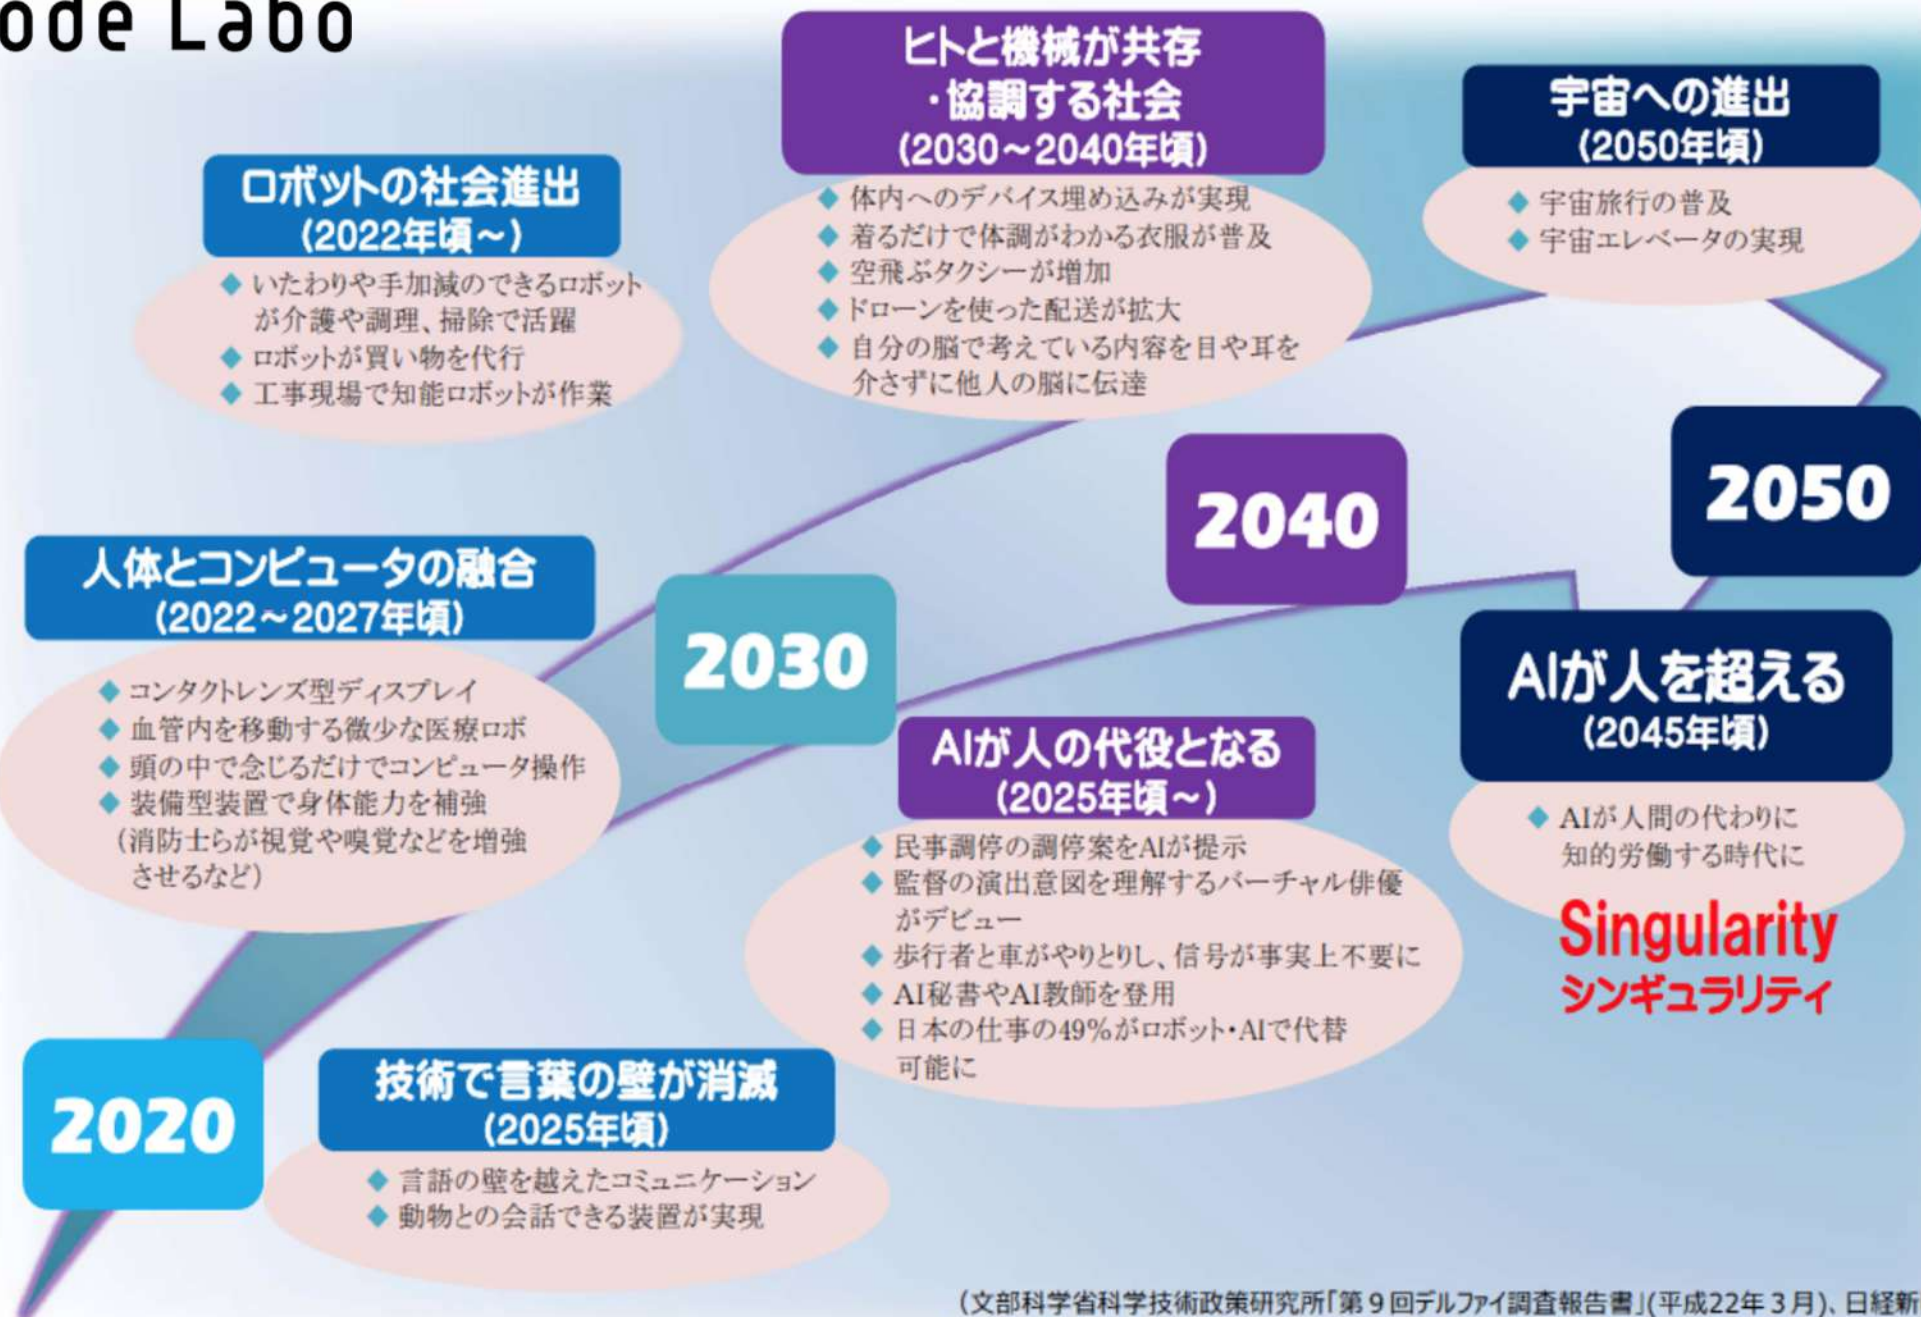 ode Labo
ロボットの社会進出
(2022年頃～)
◆ いたわりや手加減のできるロボット
が介護や調理、掃除で活躍
◆ ロボットが買い物を代行
◆ 工事現場で知能ロボットが作業
ヒトと機械が共存
・協調する社会
(2030～2040年頃)
◆ 体内へのデバイス埋め込みが実現
◆ 着るだけで体調がわかる衣服が普及
◆ 空飛ぶタクシーが増加
◆ ドローンを使った配送が拡大
◆ 自分の脳で考えている内容を目や耳を
介さずに他人の脳に伝達
宇宙への進出
(2050年頃)
◆ 宇宙旅行の普及
◆ 宇宙エレベータの実現
人体とコンピュータの融合
(2022～2027年頃)
◆ コンタクトレンズ型ディスプレイ
◆ 血管内を移動する微少な医療ロボ
◆ 頭の中で念じるだけでコンピュータ操作
◆ 装備型装置で身体能力を補強
(消防士らが視覚や嗅覚などを増強
させるなど)
2030
2040
2050
AIが人の代役となる
(2025年頃～)
◆ 民事調停の調停案をAIが提示
◆ 監督の演出意図を理解するバーチャル俳優
がデビュー
◆ 歩行者と車がやりとりし、信号が事実上不要に
◆ AI秘書やAI教師を登用
◆ 日本の仕事の49%がロボット・AIで代替
可能に
AIが人を超える
(2045年頃)
◆ AIが人間の代わりに
知的労働する時代に
Singularity
シンギュラリティ
2020
技術で言葉の壁が消滅
(2025年頃)
◆ 言語の壁を越えたコミュニケーション
◆ 動物との会話できる装置が実現
(文部科学省科学技術政策研究所「第９回デルファイ調査報告書」(平成22年３月)、日経新